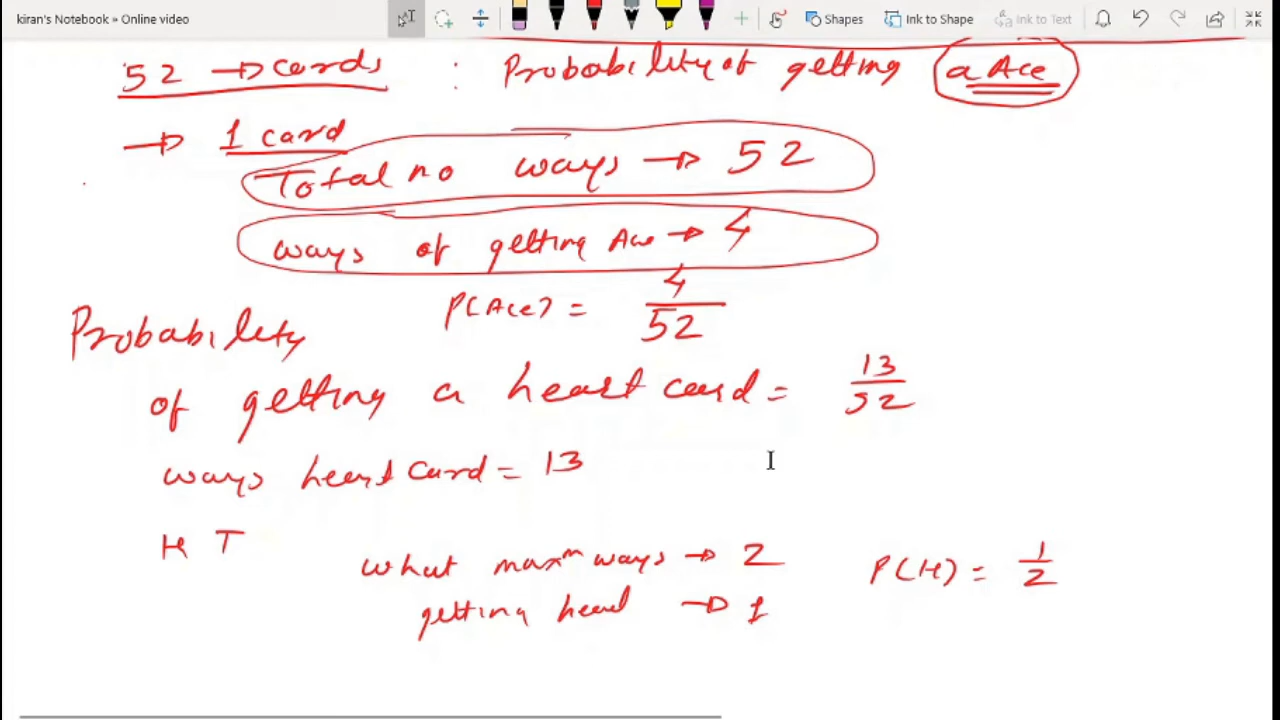 kiran's Notebook » Online video
Shapes Ink to Shape Ink to Text
52 → cards : Probability of getting a Ace
→ 1 card
Total no ways → 52
ways of getting Ace → 4
P(Ace) = 4/52
Probability
of getting a heart card = 13/52
ways heart card = 13
H T
what maxm ways → 2 P(H) = 1/2
getting head → 1